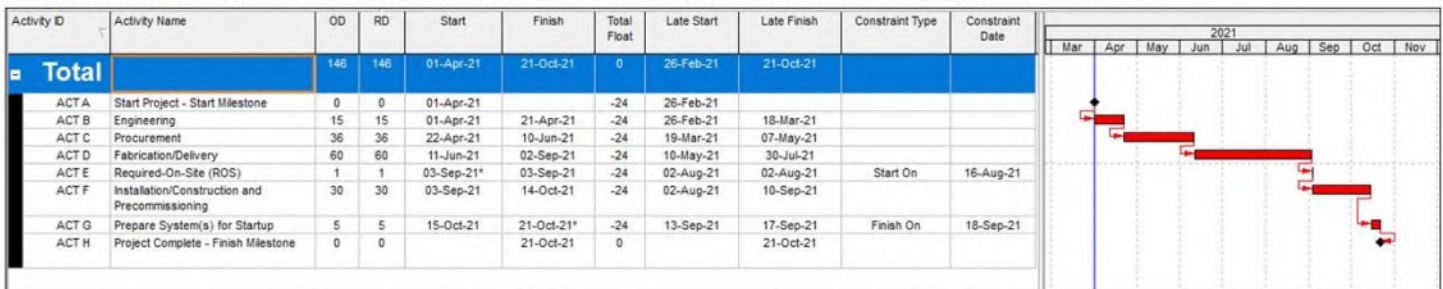 Activity ID Activity Name OD RD Start Finish Total Float Late Start Late Finish Constraint Type Constraint Date
2021
Mar Apr May Jun Jul Aug Sep Oct Nov
Total 146 146 01-Apr-21 21-Oct-21 0 26-Feb-21 21-Oct-21
ACT A Start Project - Start Milestone 0 0 01-Apr-21 -24 26-Feb-21
ACT B Engineering 15 15 01-Apr-21 21-Apr-21 -24 26-Feb-21 18-Mar-21
ACT C Procurement 36 36 22-Apr-21 10-Jun-21 -24 19-Mar-21 07-May-21
ACT D Fabrication/Delivery 60 60 11-Jun-21 02-Sep-21 -24 10-May-21 30-Jul-21
ACT E Required-On-Site (ROS) 1 1 03-Sep-21* 03-Sep-21 -24 02-Aug-21 02-Aug-21 Start On 16-Aug-21
ACT F Installation/Construction and Precommissioning 30 30 03-Sep-21 14-Oct-21 -24 02-Aug-21 10-Sep-21
ACT G Prepare System(s) for Startup 5 5 15-Oct-21 21-Oct-21* -24 13-Sep-21 17-Sep-21 Finish On 18-Sep-21
ACT H Project Complete - Finish Milestone 0 0 21-Oct-21 0 21-Oct-21